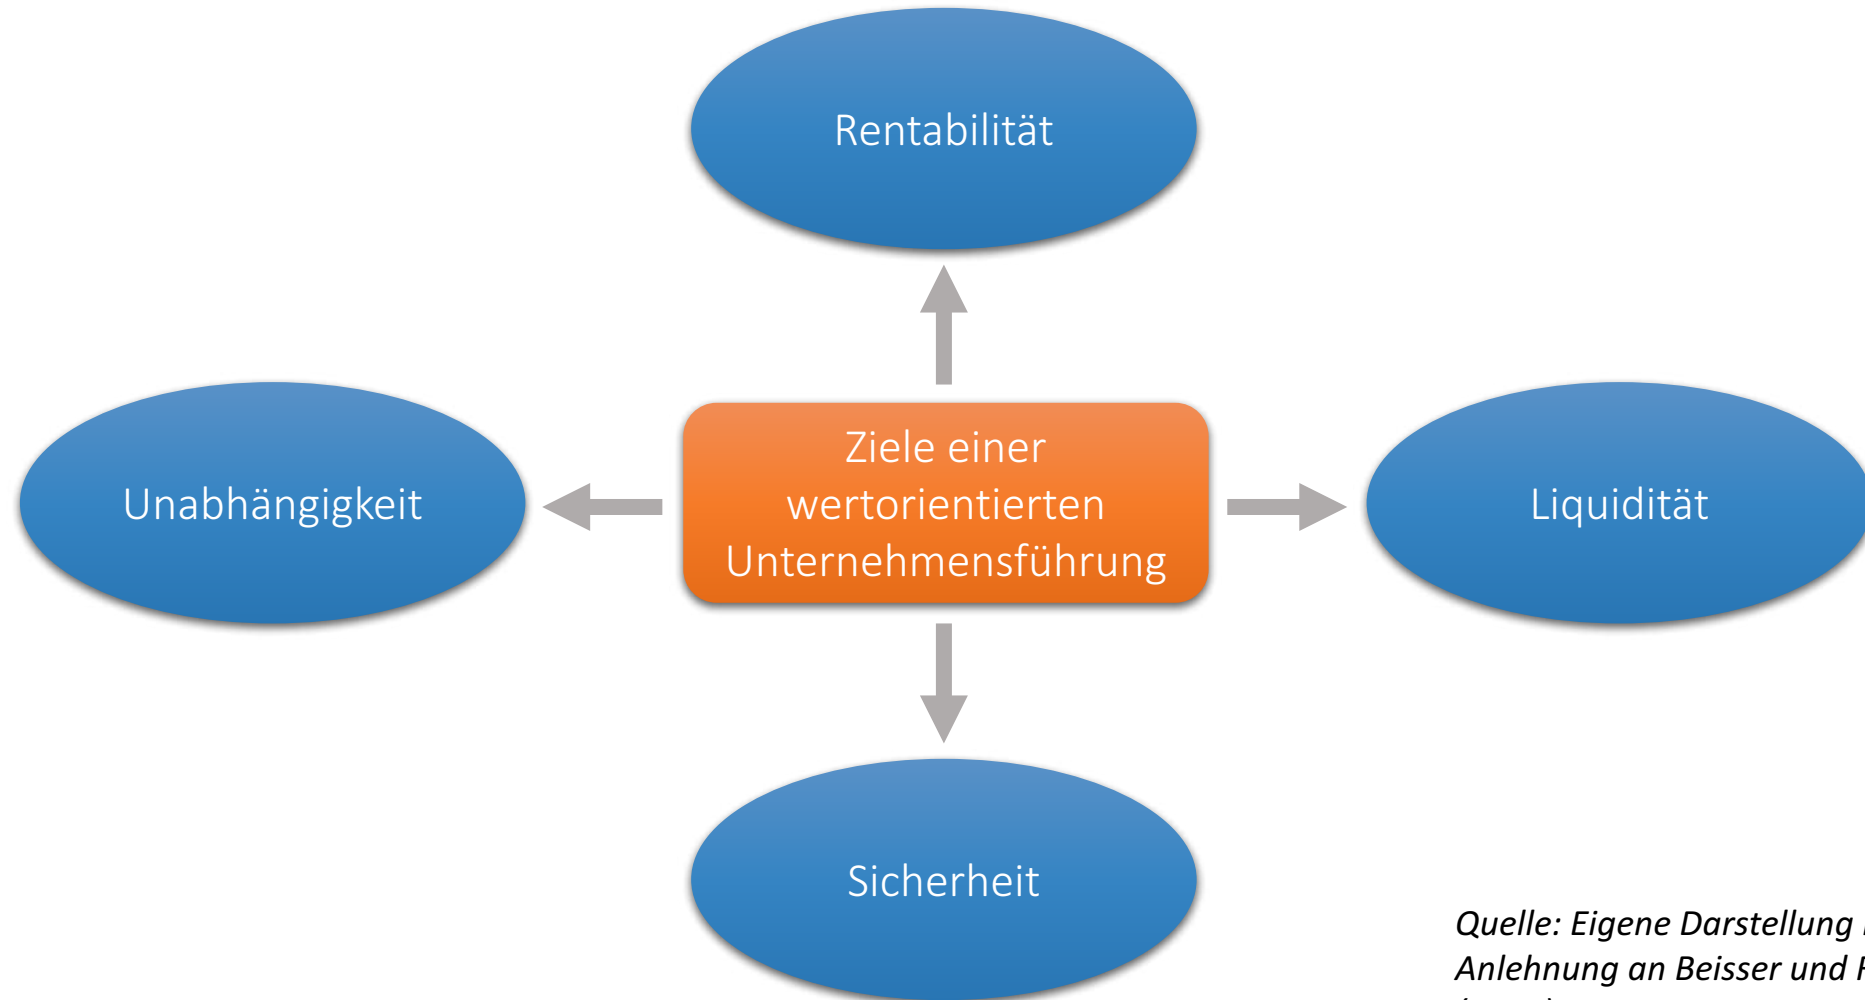 Rentabilität
Unabhängigkeit
Ziele einer
wertorientierten
Unternehmensführung
Liquidität
Sicherheit
Quelle: Eigene Darstellung
Anlehnung an Beisser und